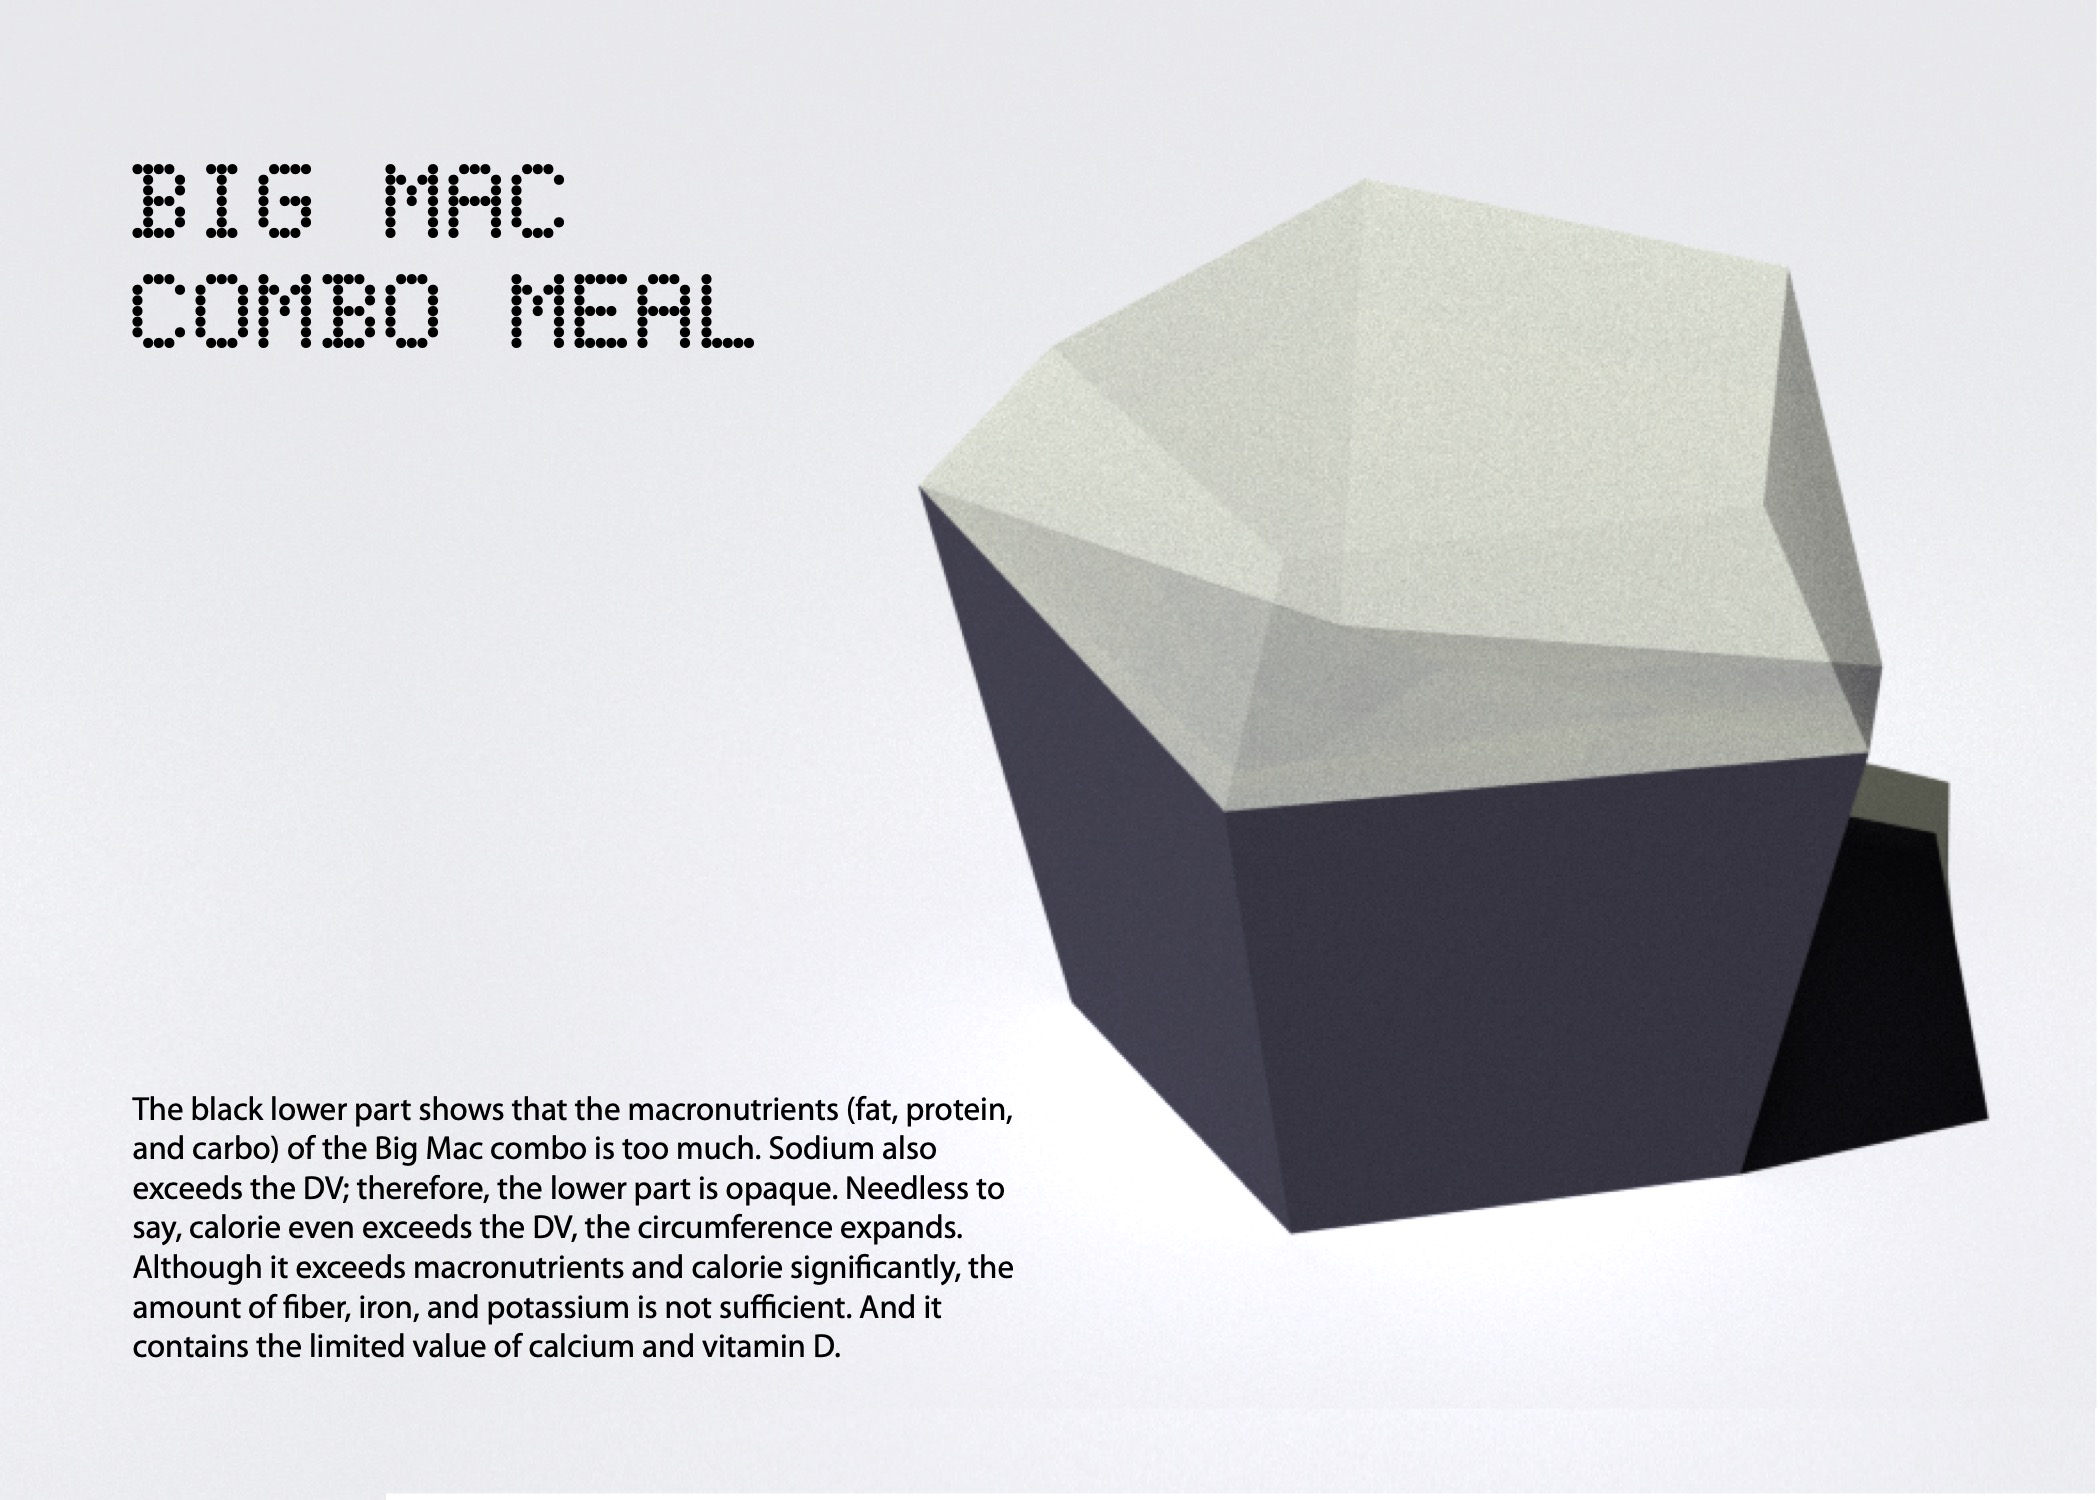 BIG MAC
COMBO MEAL
The black lower part shows that the macronutrients (fat, protein,
and carbo) of the Big Mac combo is too much. Sodium also
exceeds the DV; therefore, the lower part is opaque. Needless to
say, calorie even exceeds the DV, the circumference expands.
Although it exceeds macronutrients and calorie significantly, the
amount of fiber, iron, and potassium is not sufficient. And it
contains the limited value of calcium and vitamin D.